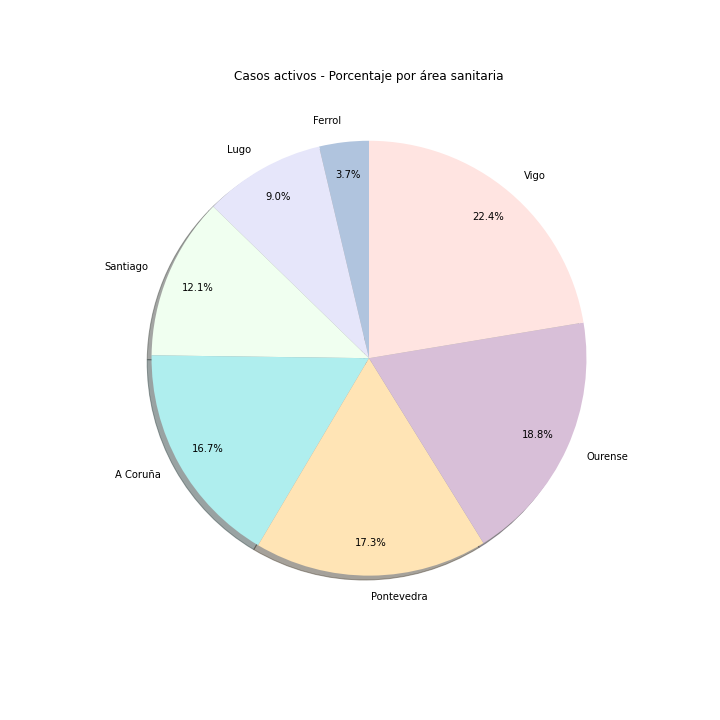 Casos activos - Porcentaje por área sanitaria
Ferrol
3.7%
Lugo
9.0%
Vigo
22.4%
Santiago
12.1%
Ourense
18.8%
A Coruña
16.7%
Pontevedra
17.3%